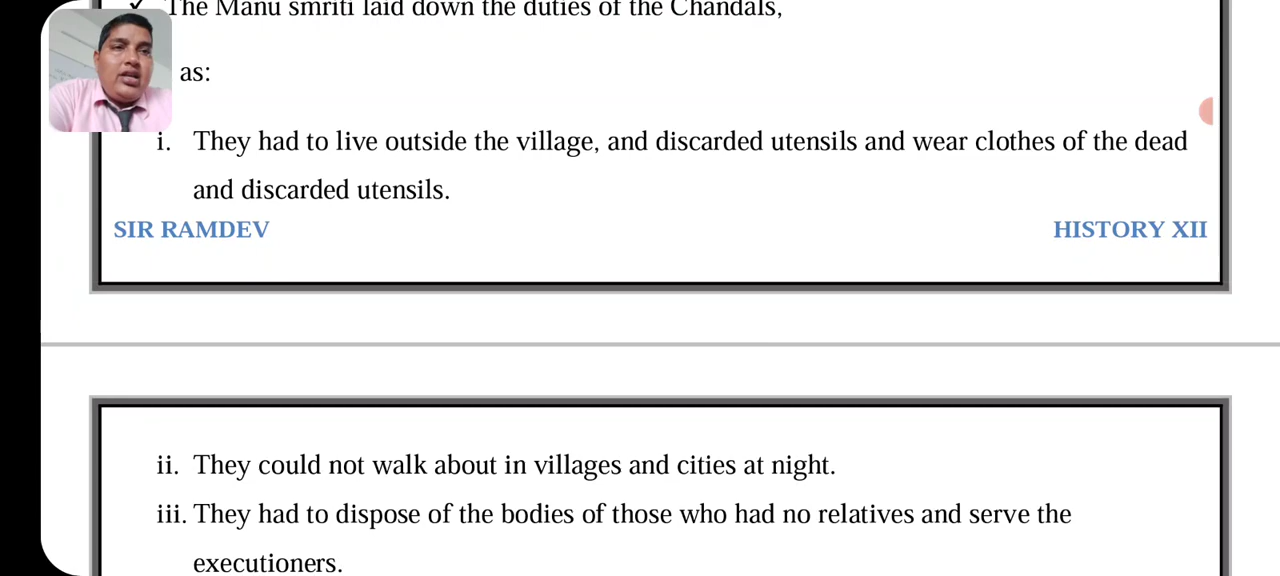 ✓ The Manu smriti laid down the duties of the Chandals,
as:
i. They had to live outside the village, and discarded utensils and wear clothes of the dead
and discarded utensils.
SIR RAMDEV HISTORY XII
ii. They could not walk about in villages and cities at night.
iii. They had to dispose of the bodies of those who had no relatives and serve the
executioners.